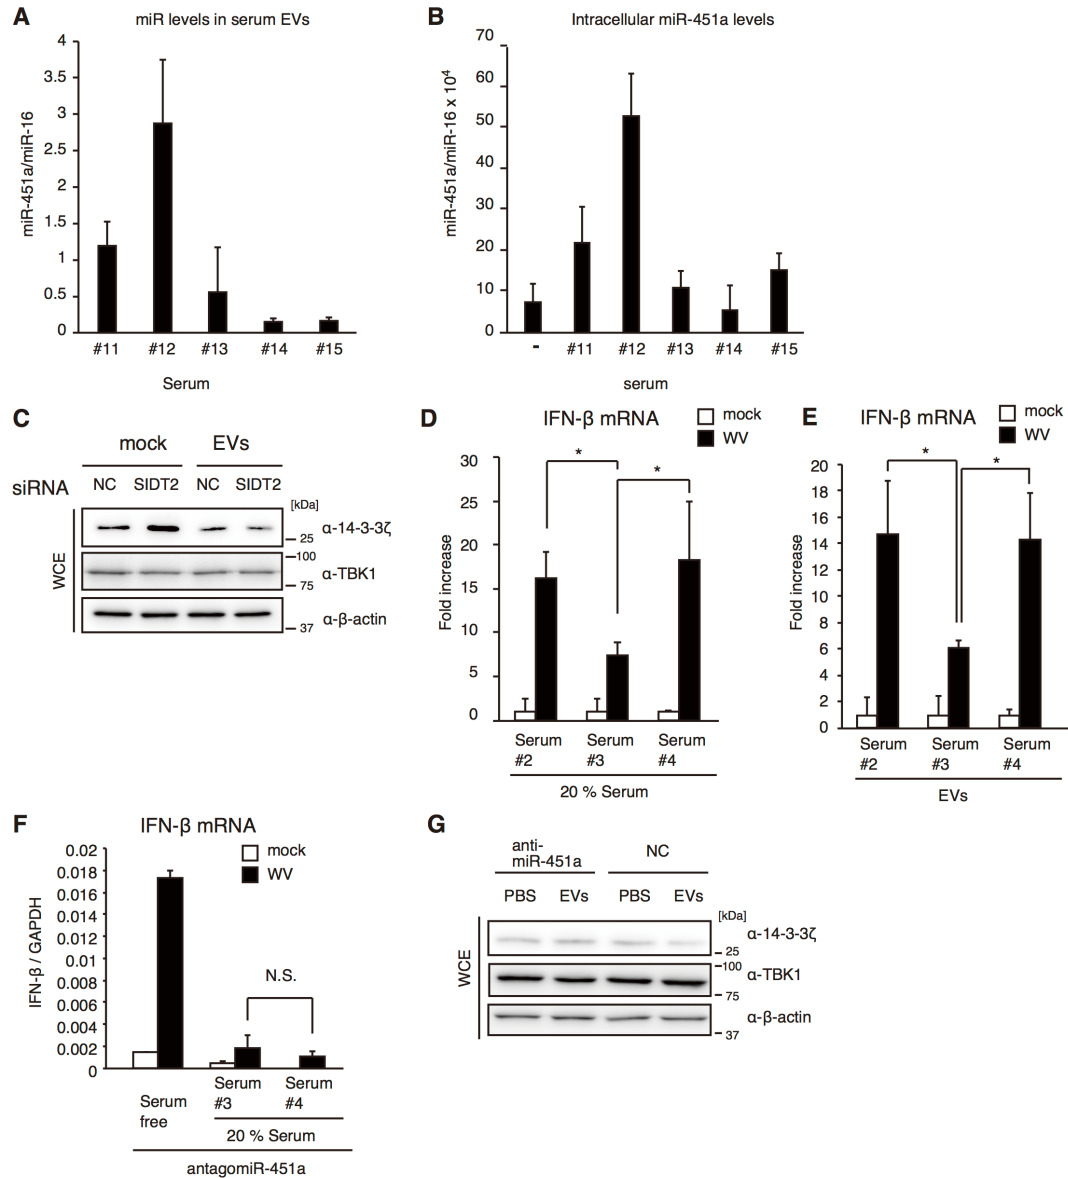 A
miR levels in serum EVs
miR-451a/miR-16
4
3.5
3
2.5
2
1.5
1
0.5
0
#11 #12 #13 #14 #15
Serum
B
Intracellular miR-451a levels
miR-451a/miR-16 x 10⁴
70
60
50
40
30
20
10
0
- #11 #12 #13 #14 #15
serum
C
mock EVs
siRNA NC SIDT2 NC SIDT2
[kDa]
WCE
α-14-3-3ζ
25
100
α-TBK1
75
α-β-actin
37
D
IFN-β mRNA
mock
WV
Fold increase
30
25
20
15
10
5
0
* *
Serum #2
Serum #3
Serum #4
20 % Serum
E
IFN-β mRNA
mock
WV
Fold increase
20
18
16
14
12
10
8
6
4
2
0
* *
Serum #2
Serum #3
Serum #4
EVs
F
IFN-β mRNA
mock
WV
IFN-β / GAPDH
0.02
0.018
0.016
0.014
0.012
0.01
0.008
0.006
0.004
0.002
0
N.S.
Serum free
Serum #3
Serum #4
20 % Serum
antagomiR-451a
G
anti-
miR-451a
NC
PBS EVs PBS EVs
[kDa]
WCE
α-14-3-3ζ
25
100
α-TBK1
75
α-β-actin
37